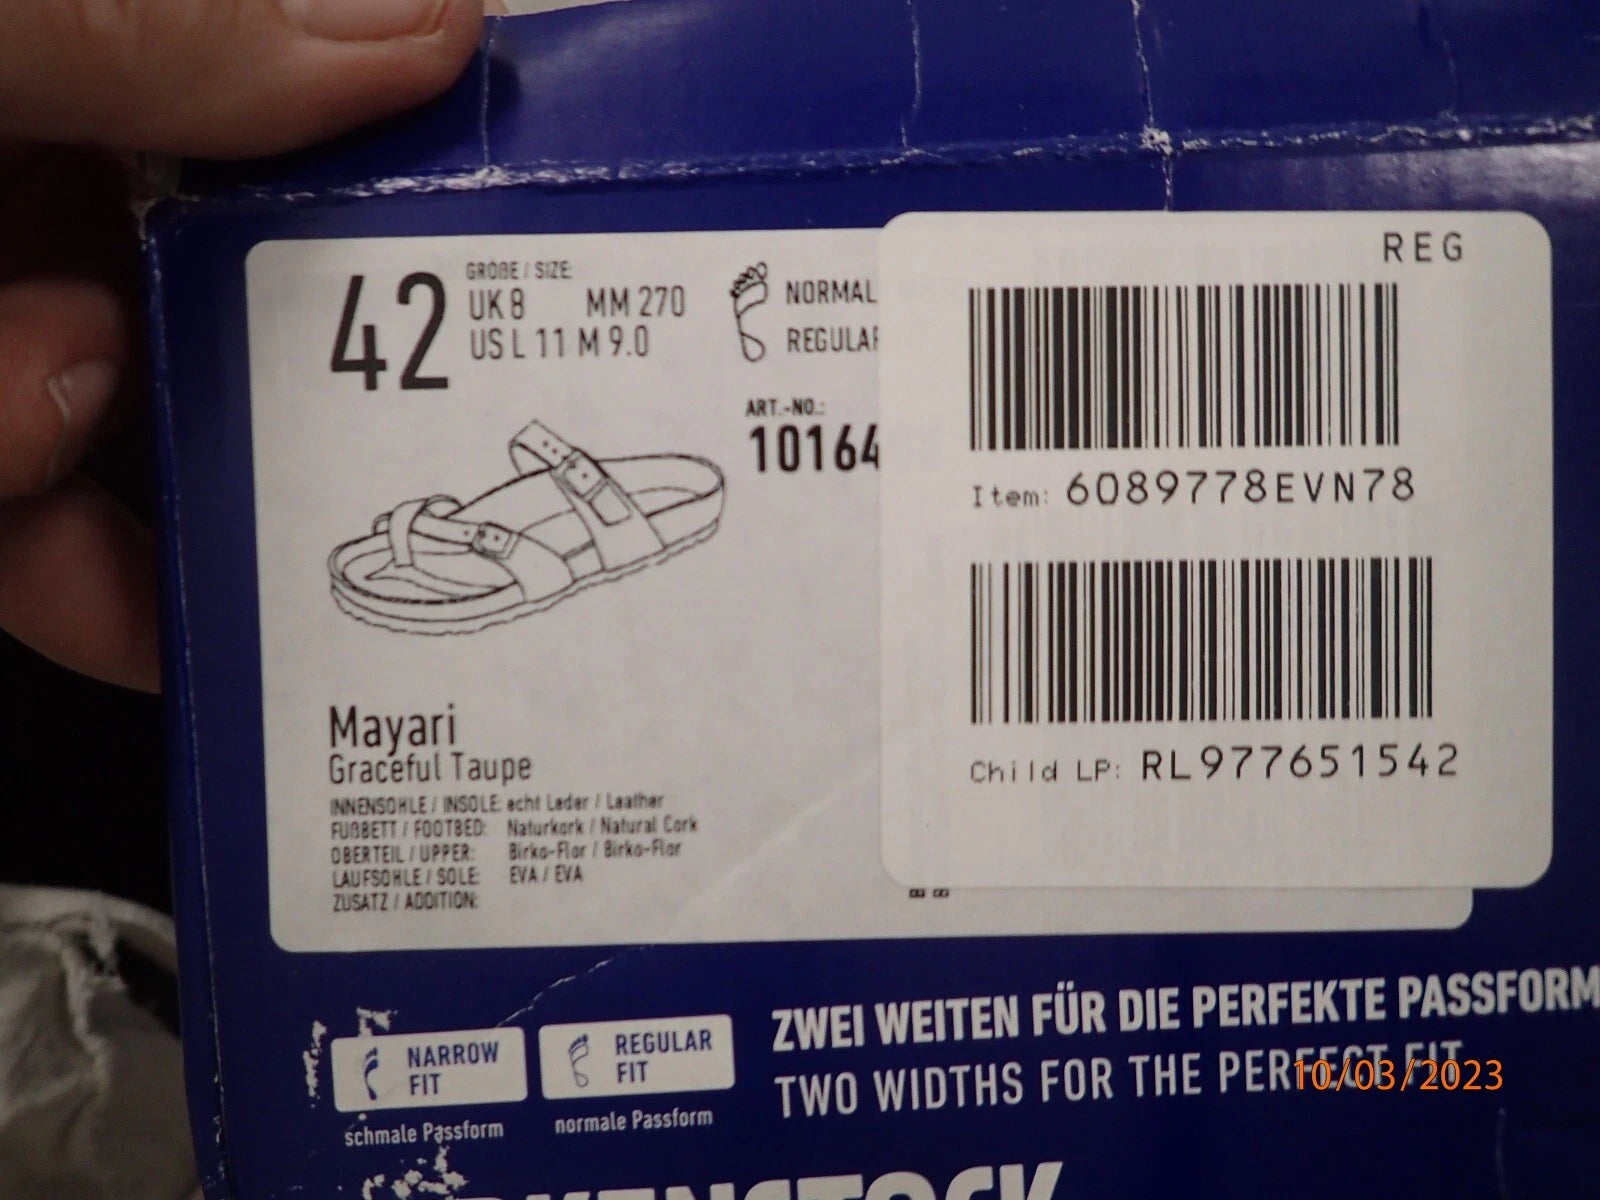 42
GRÖßE / SIZE:
UK 8 MM 270
US L 11 M 9.0
NORMAL
REGULAR
ART.-NO.:
10164
REG
Item: 6089778EVN78
Child LP: RL977651542
Mayari
Graceful Taupe
INNENSOHLE / INSOLE: echt Leder / Leather
FUßBETT / FOOTBED: Naturkork / Natural Cork
OBERTEIL / UPPER: Birko-Flor / Birko-Flor
LAUFSOHLE / SOLE: EVA / EVA
ZUSATZ / ADDITION:
NARROW
FIT
schmale Passform
REGULAR
FIT
normale Passform
ZWEI WEITEN FÜR DIE PERFEKTE PASSFORM
TWO WIDTHS FOR THE PERFECT FIT
10/03/2023